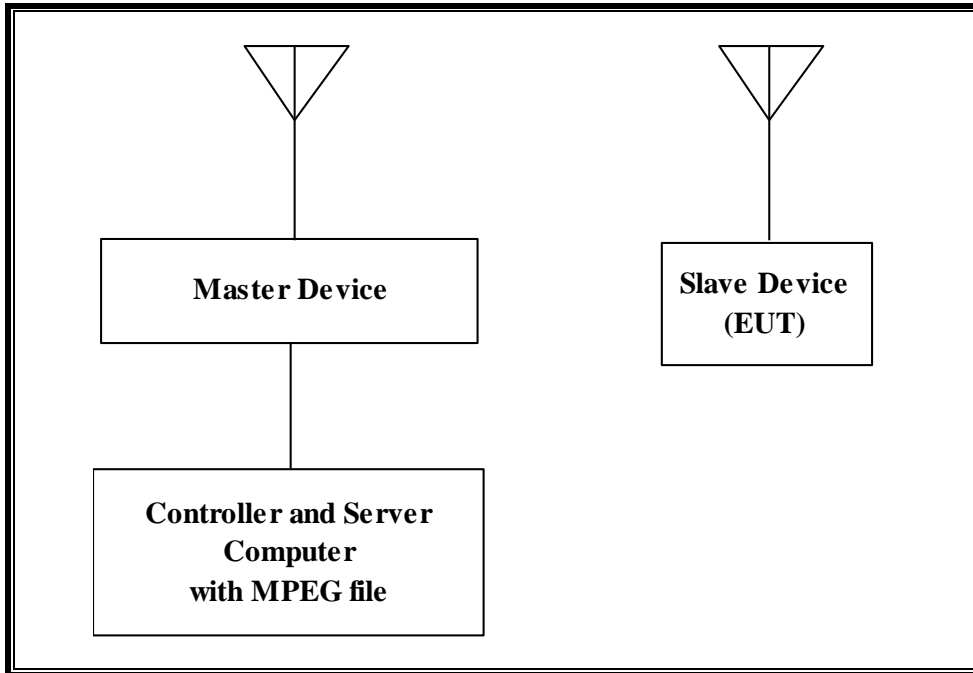 Master Device
Slave Device
(EUT)
Controller and Server
Computer
with MPEG file